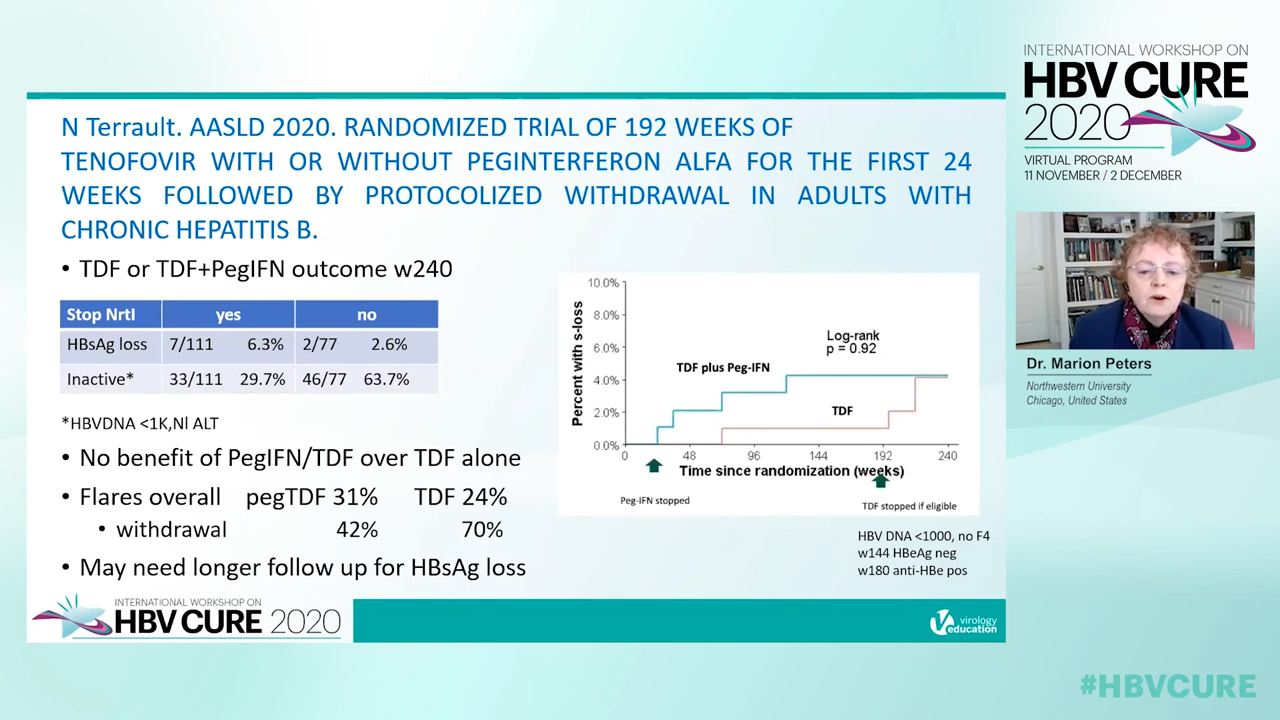 INTERNATIONAL WORKSHOP ON
HBV CURE
2020
VIRTUAL PROGRAM
11 NOVEMBER / 2 DECEMBER
N Terrault. AASLD 2020. RANDOMIZED TRIAL OF 192 WEEKS OF
TENOFOVIR WITH OR WITHOUT PEGINTERFERON ALFA FOR THE FIRST 24
WEEKS FOLLOWED BY PROTOCOLIZED WITHDRAWAL IN ADULTS WITH
CHRONIC HEPATITIS B.
• TDF or TDF+PegIFN outcome w240
Stop NrtI yes no
HBsAg loss 7/111 6.3% 2/77 2.6%
Inactive* 33/111 29.7% 46/77 63.7%
*HBVDNA <1K,Nl ALT
• No benefit of PegIFN/TDF over TDF alone
• Flares overall pegTDF 31% TDF 24%
• withdrawal 42% 70%
• May need longer follow up for HBsAg loss
Percent with s-loss
10.0%
8.0%
6.0%
4.0%
2.0%
0.0%
Log-rank
p = 0.92
TDF plus Peg-IFN
TDF
0 48 96 144 192 240
Time since randomization (weeks)
Peg-IFN stopped
TDF stopped if eligible
HBV DNA <1000, no F4
w144 HBeAg neg
w180 anti-HBe pos
INTERNATIONAL WORKSHOP ON
HBV CURE 2020
virology
education
Dr. Marion Peters
Northwestern University
Chicago, United States
#HBVCURE